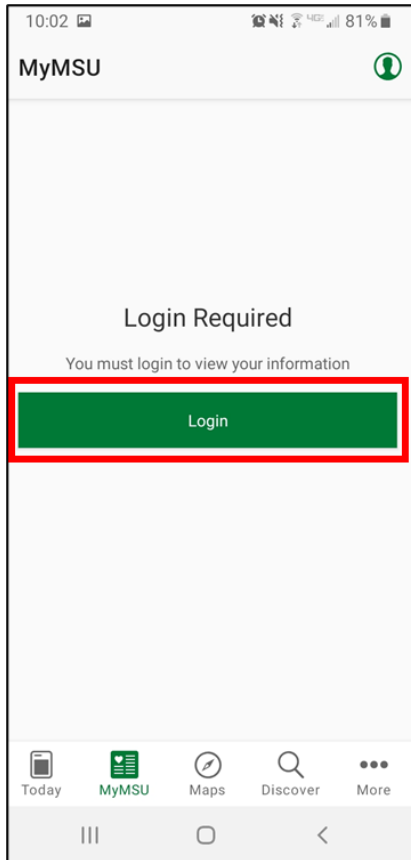 10:02 4GE 81%
MyMSU
Login Required
You must login to view your information
Login
Today MyMSU Maps Discover More